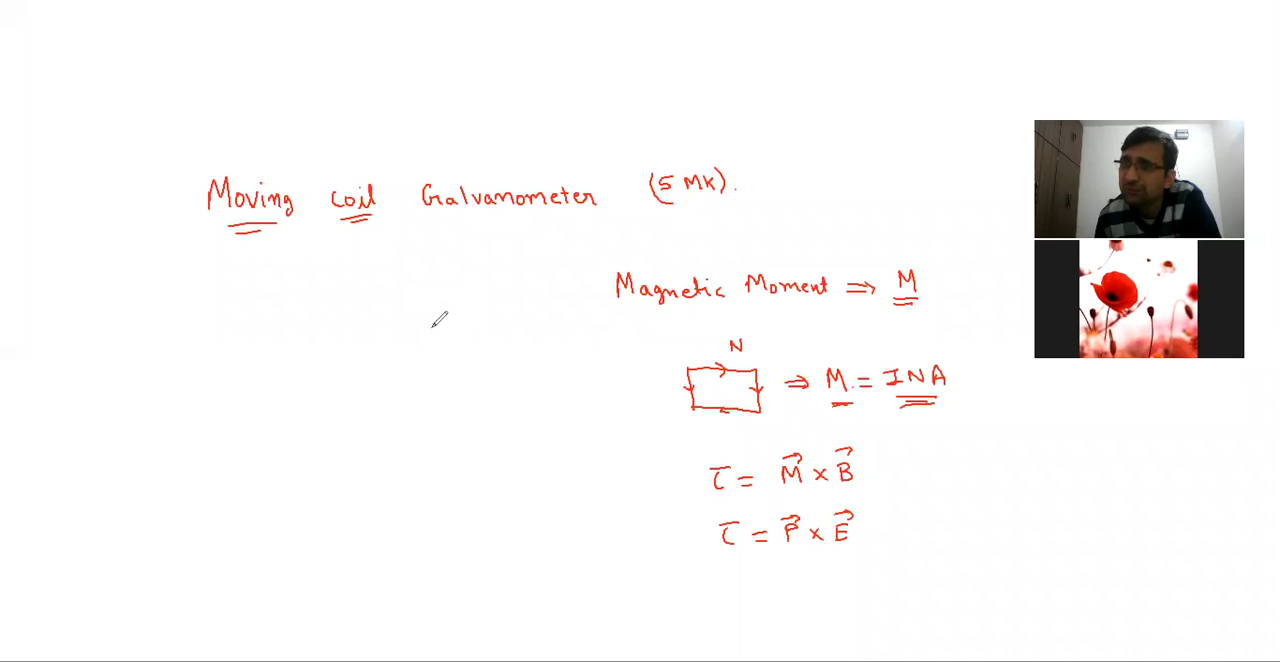 Moving coil Galvanometer (5 MK).
Magnetic Moment ⇒ M
N
⇒ M = INA
τ = M⃗ × B⃗
τ = P⃗ × E⃗